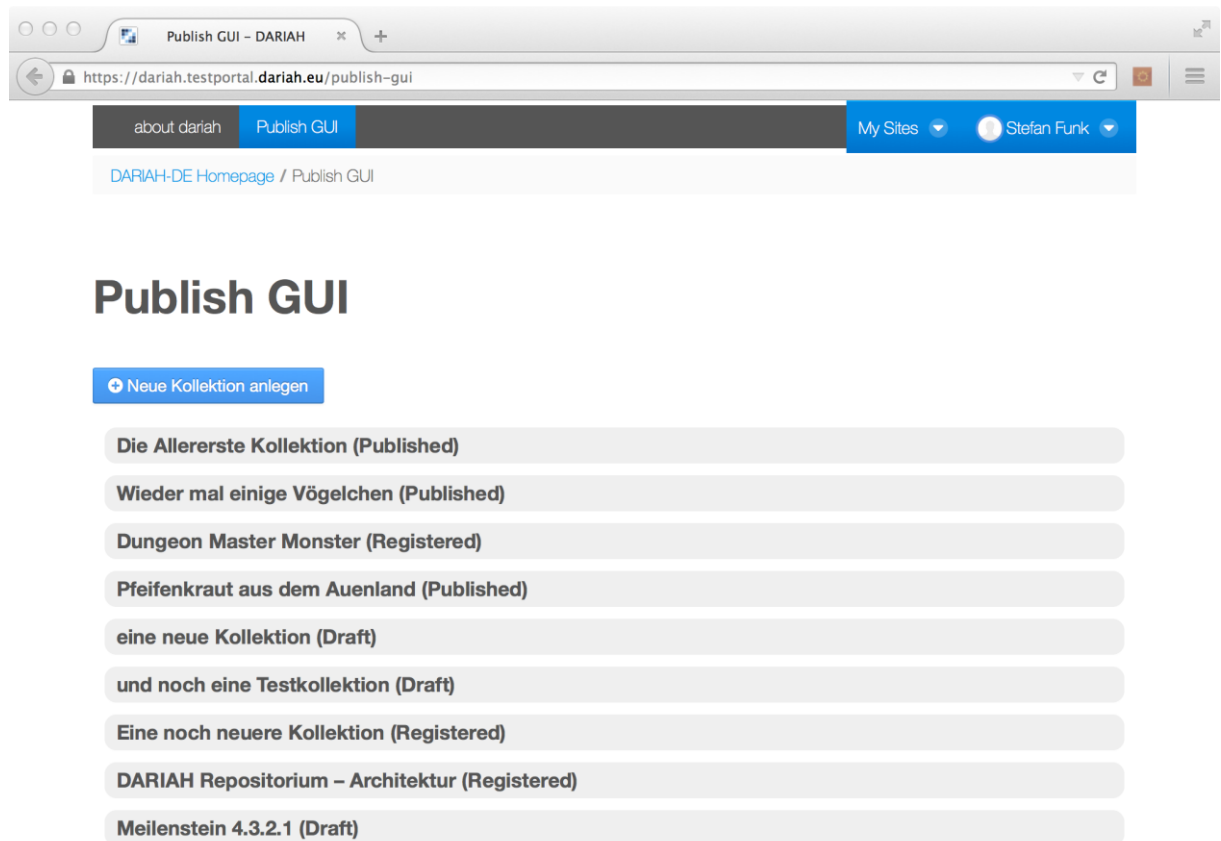 Publish GUI – DARIAH
https://dariah.testportal.dariah.eu/publish-gui
about dariah Publish GUI My Sites Stefan Funk
DARIAH-DE Homepage / Publish GUI
Publish GUI
Neue Kollektion anlegen
Die Allererste Kollektion (Published)
Wieder mal einige Vögelchen (Published)
Dungeon Master Monster (Registered)
Pfeifenkraut aus dem Auenland (Published)
eine neue Kollektion (Draft)
und noch eine Testkollektion (Draft)
Eine noch neuere Kollektion (Registered)
DARIAH Repositorium – Architektur (Registered)
Meilenstein 4.3.2.1 (Draft)